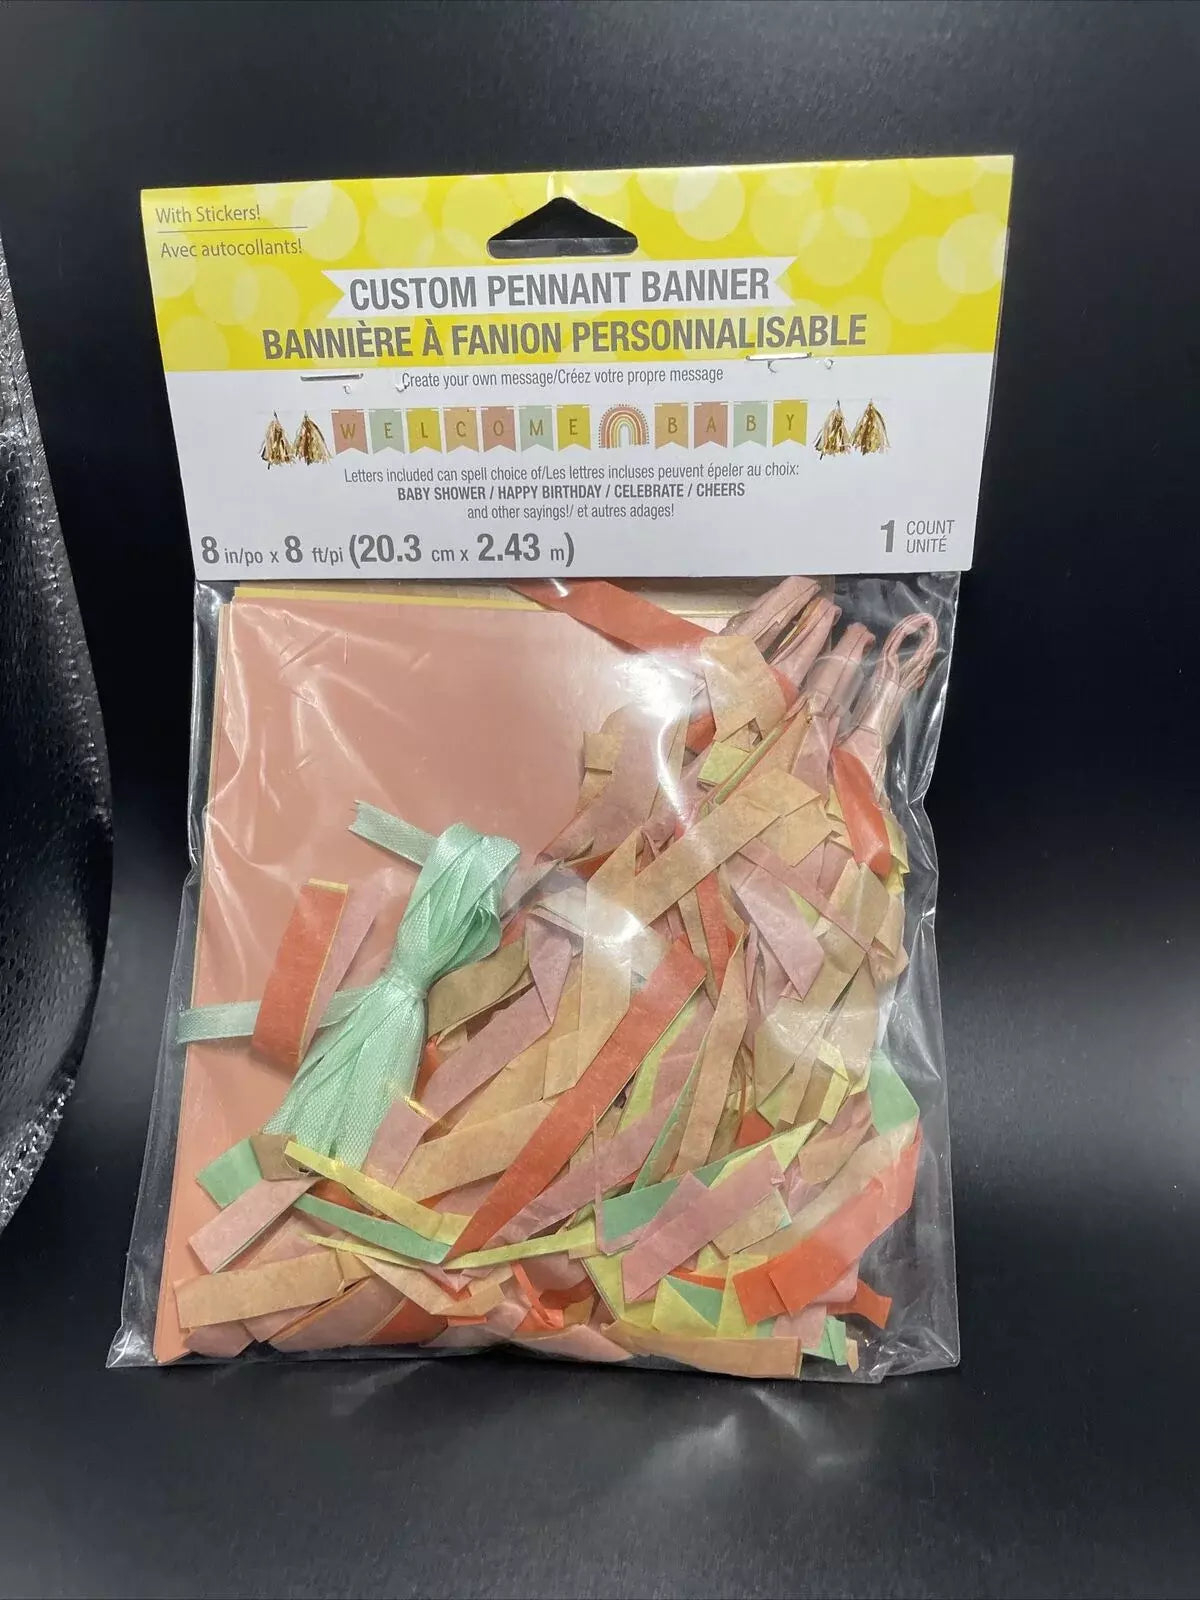 With Stickers!
Avec autocollants!
CUSTOM PENNANT BANNER
BANNIÈRE À FANION PERSONNALISABLE
Create your own message/Créez votre propre message
WELCOME BABY
Letters included can spell choice of/Les lettres incluses peuvent épeler au choix:
BABY SHOWER / HAPPY BIRTHDAY / CELEBRATE / CHEERS
and other sayings!/ et autres adages!
8 in/po x 8 ft/pi (20.3 cm x 2.43 m)
1 COUNT
UNITÉ